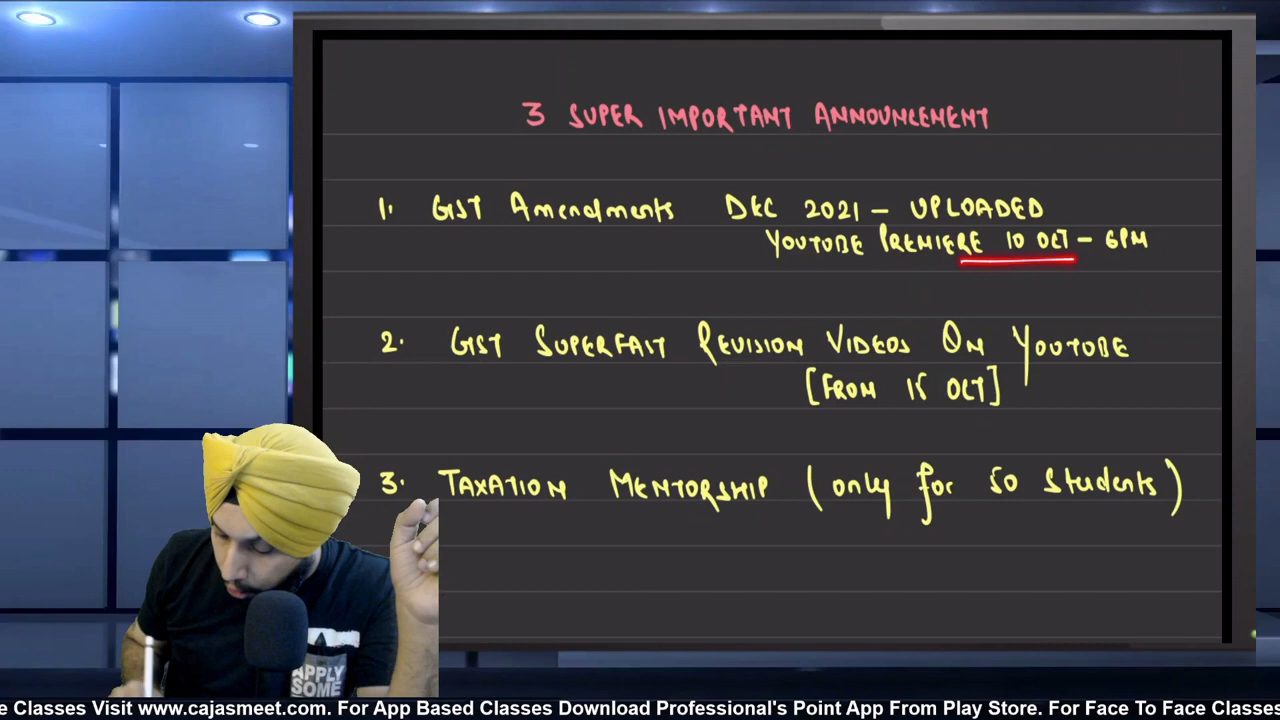 3 SUPER IMPORTANT ANNOUNCEMENT
1. GST Amendments DEC 2021 – UPLOADED
YOUTUBE PREMIERE 10 OCT – 6PM
2. GST SUPERFAST REVISION VIDEOS ON YOUTUBE
[FROM 15 OCT]
3. TAXATION MENTORSHIP (only for 50 students)
APPLY
SOME
e Classes Visit www.cajasmeet.com. For App Based Classes Download Professional's Point App From Play Store. For Face To Face Classes